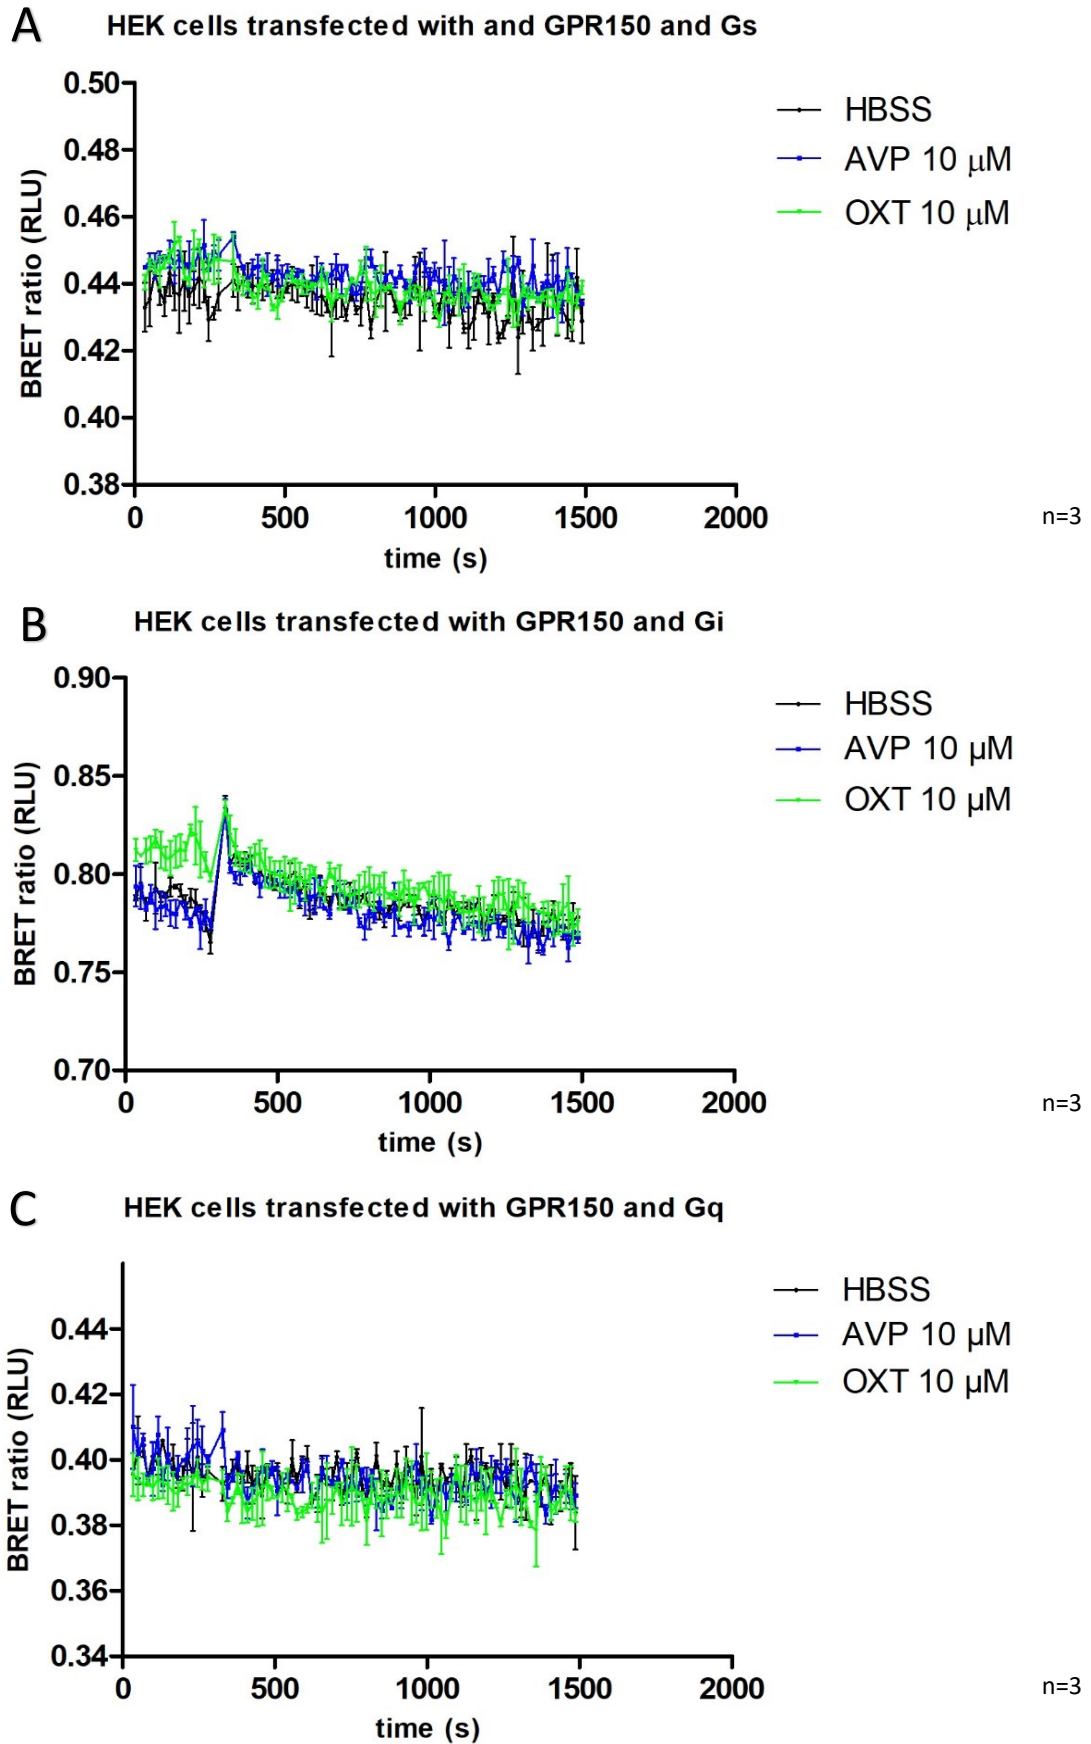 A
HEK cells transfected with and GPR150 and Gs
0.50
0.48
0.46
0.44
0.42
0.40
0.38
BRET ratio (RLU)
0
500
1000
1500
2000
time (s)
HBSS
AVP 10 μM
OXT 10 μM
n=3
B
HEK cells transfected with GPR150 and Gi
0.90
0.85
0.80
0.75
0.70
BRET ratio (RLU)
0
500
1000
1500
2000
time (s)
HBSS
AVP 10 µM
OXT 10 µM
n=3
C
HEK cells transfected with GPR150 and Gq
0.44
0.42
0.40
0.38
0.36
0.34
BRET ratio (RLU)
0
500
1000
1500
2000
time (s)
HBSS
AVP 10 µM
OXT 10 µM
n=3